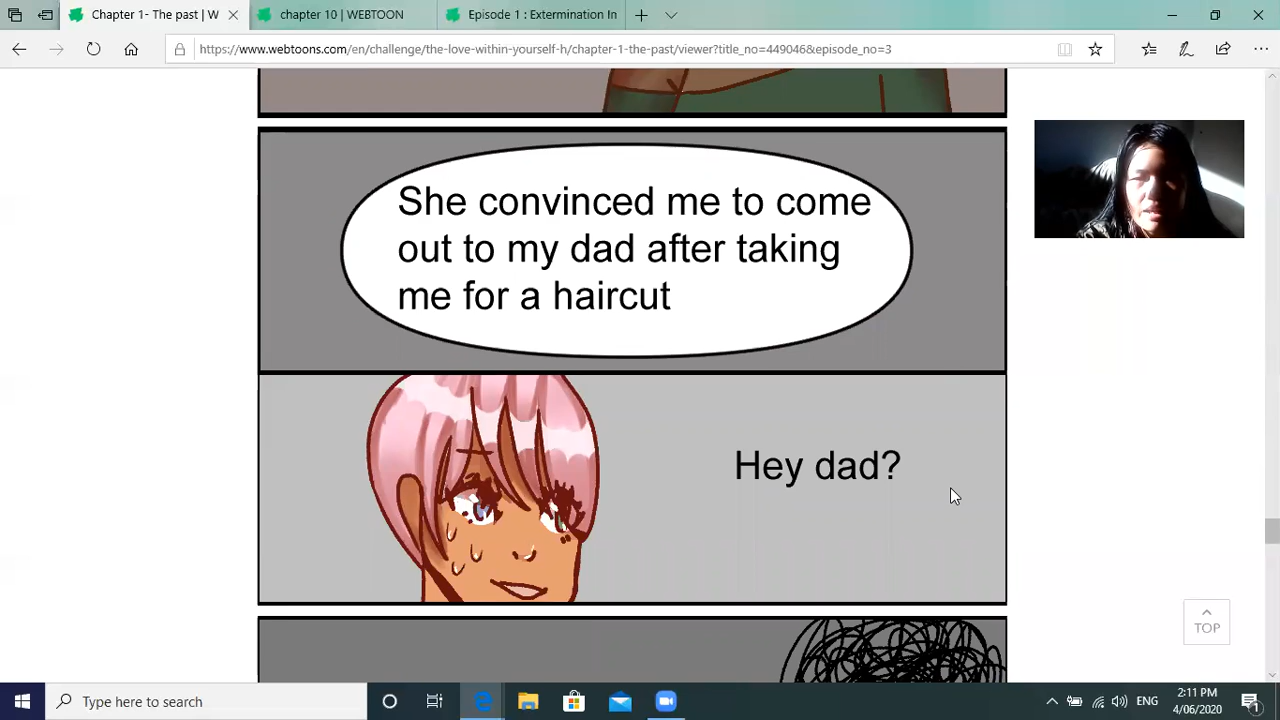 Chapter 1- The past | W
chapter 10 | WEBTOON
Episode 1 : Extermination In
https://www.webtoons.com/en/challenge/the-love-within-yourself-h/chapter-1-the-past/viewer?title_no=449046&episode_no=3
She convinced me to come
out to my dad after taking
me for a haircut
Hey dad?
TOP
Type here to search
ENG
2:11 PM
4/06/2020
1